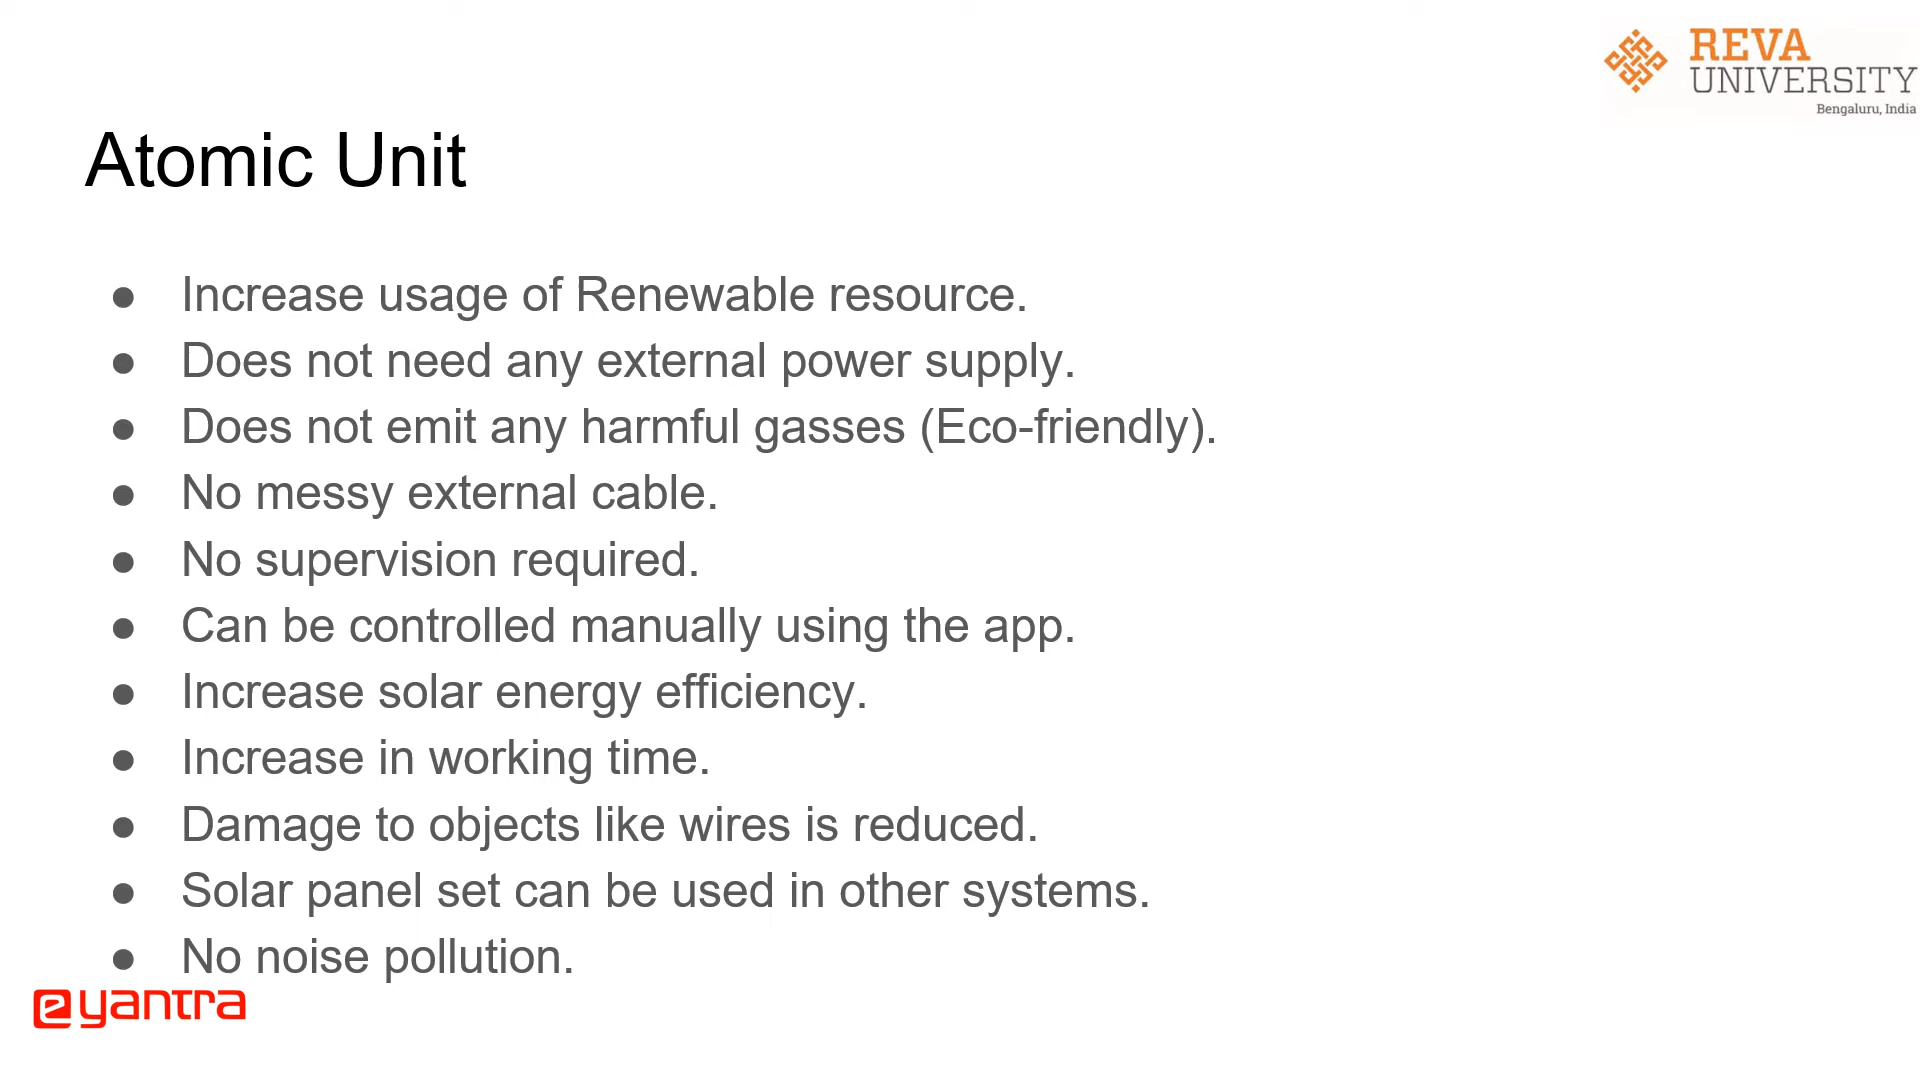 REVA
UNIVERSITY
Bengaluru, India
Atomic Unit
● Increase usage of Renewable resource.
● Does not need any external power supply.
● Does not emit any harmful gasses (Eco-friendly).
● No messy external cable.
● No supervision required.
● Can be controlled manually using the app.
● Increase solar energy efficiency.
● Increase in working time.
● Damage to objects like wires is reduced.
● Solar panel set can be used in other systems.
● No noise pollution.
eyantra